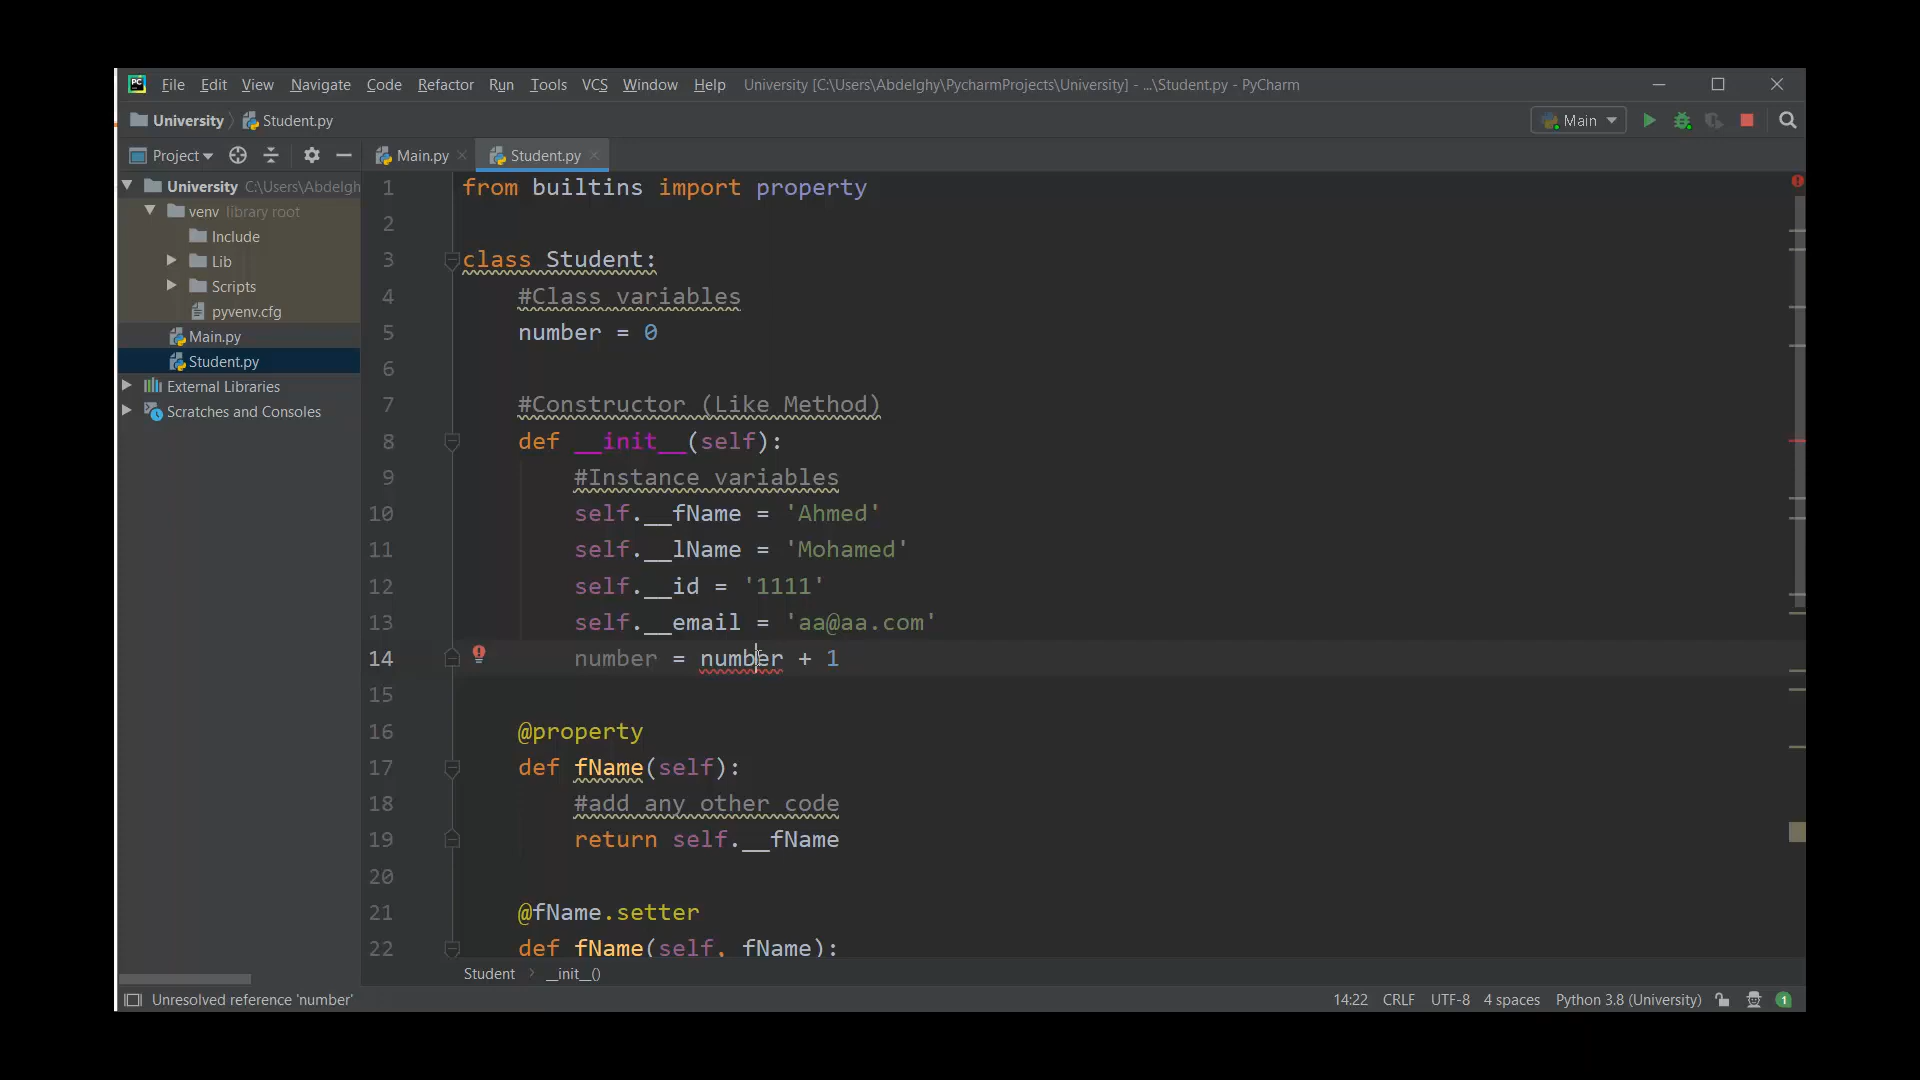 PC File Edit View Navigate Code Refactor Run Tools VCS Window Help University [C:\Users\Abdelghy\PycharmProjects\University] - ...\Student.py - PyCharm
University Student.py Main
Project Main.py Student.py
University C:\Users\Abdelgh
venv library root
Include
Lib
Scripts
pyvenv.cfg
Main.py
Student.py
External Libraries
Scratches and Consoles
1 from builtins import property
2
3 class Student:
4 #Class variables
5 number = 0
6
7 #Constructor (Like Method)
8 def __init__(self):
9 #Instance variables
10 self.__fName = 'Ahmed'
11 self.__lName = 'Mohamed'
12 self.__id = '1111'
13 self.__email = 'aa@aa.com'
14 number = number + 1
15
16 @property
17 def fName(self):
18 #add any other code
19 return self.__fName
20
21 @fName.setter
22 def fName(self, fName):
Student __init__()
Unresolved reference 'number' 14:22 CRLF UTF-8 4 spaces Python 3.8 (University) 1